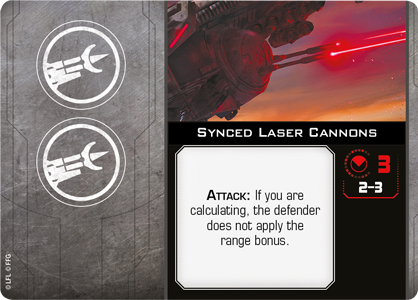 SYNCED LASER CANNONS
3
2-3
ATTACK: If you are
calculating, the defender
does not apply the
range bonus.
©LFL ©FFG